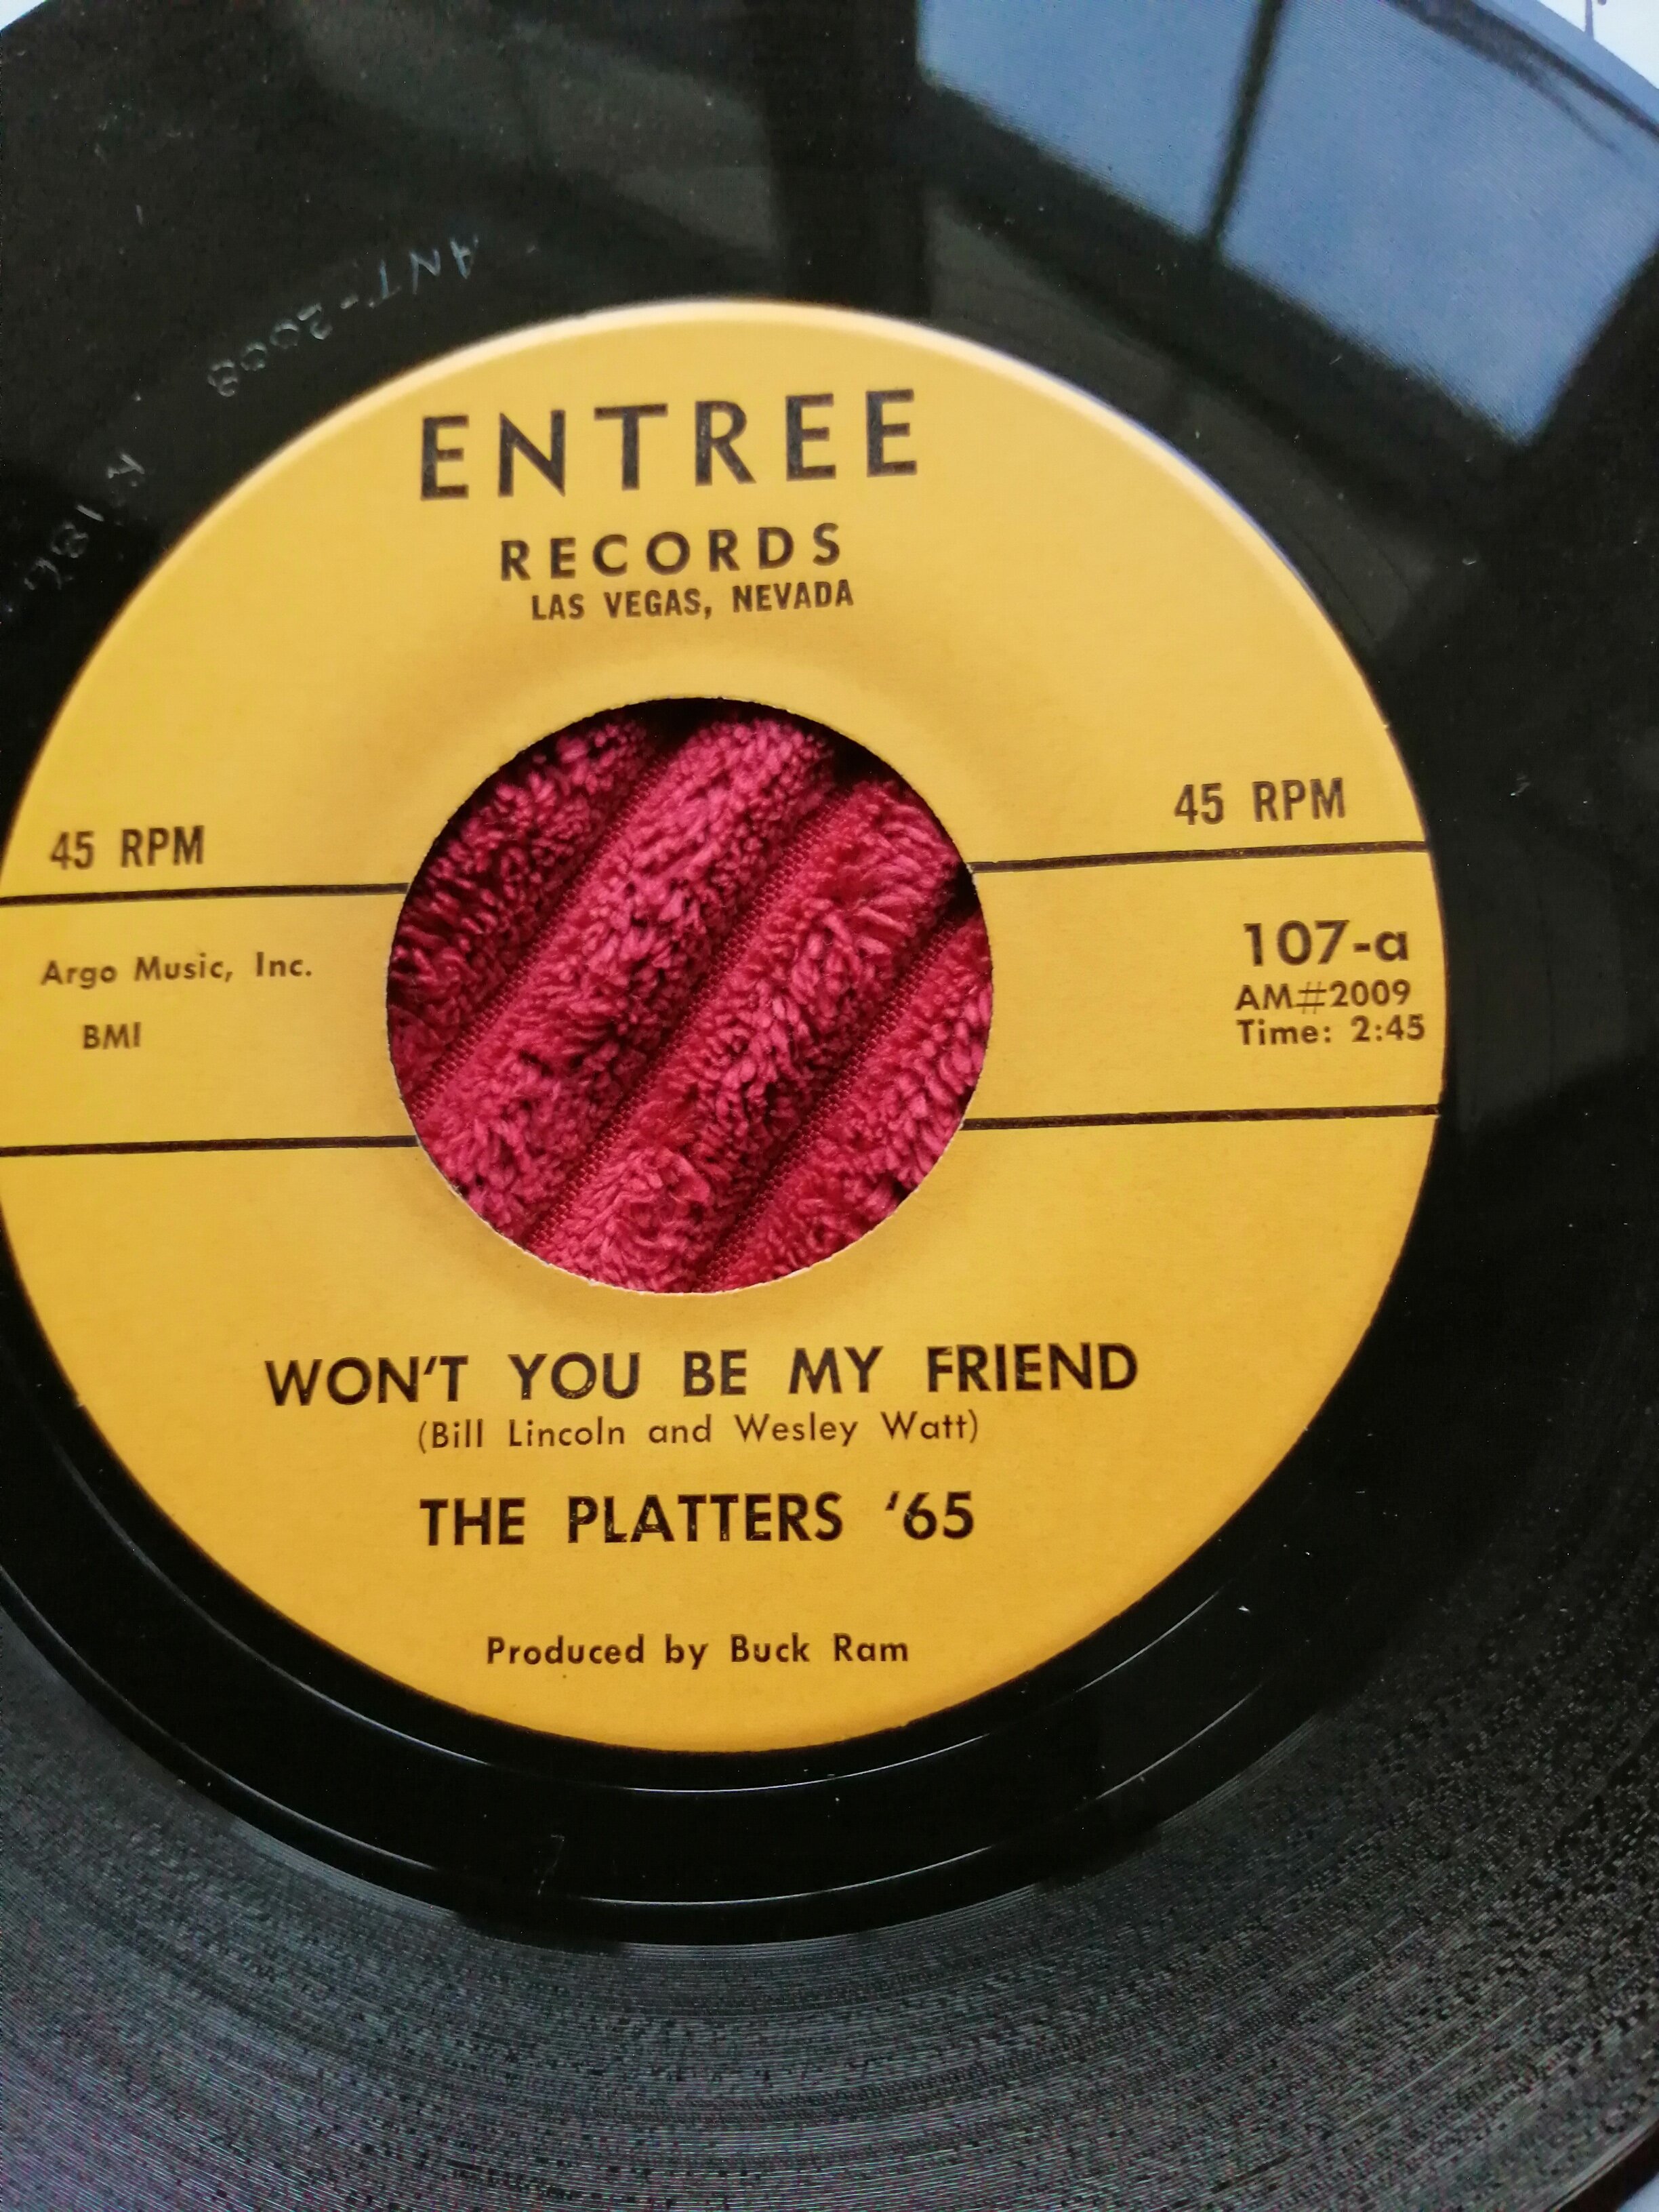 ENTREE
RECORDS
LAS VEGAS, NEVADA
45 RPM
45 RPM
Argo Music, Inc.
BMI
107-a
AM#2009
Time: 2:45
WON'T YOU BE MY FRIEND
(Bill Lincoln and Wesley Watt)
THE PLATTERS '65
Produced by Buck Ram